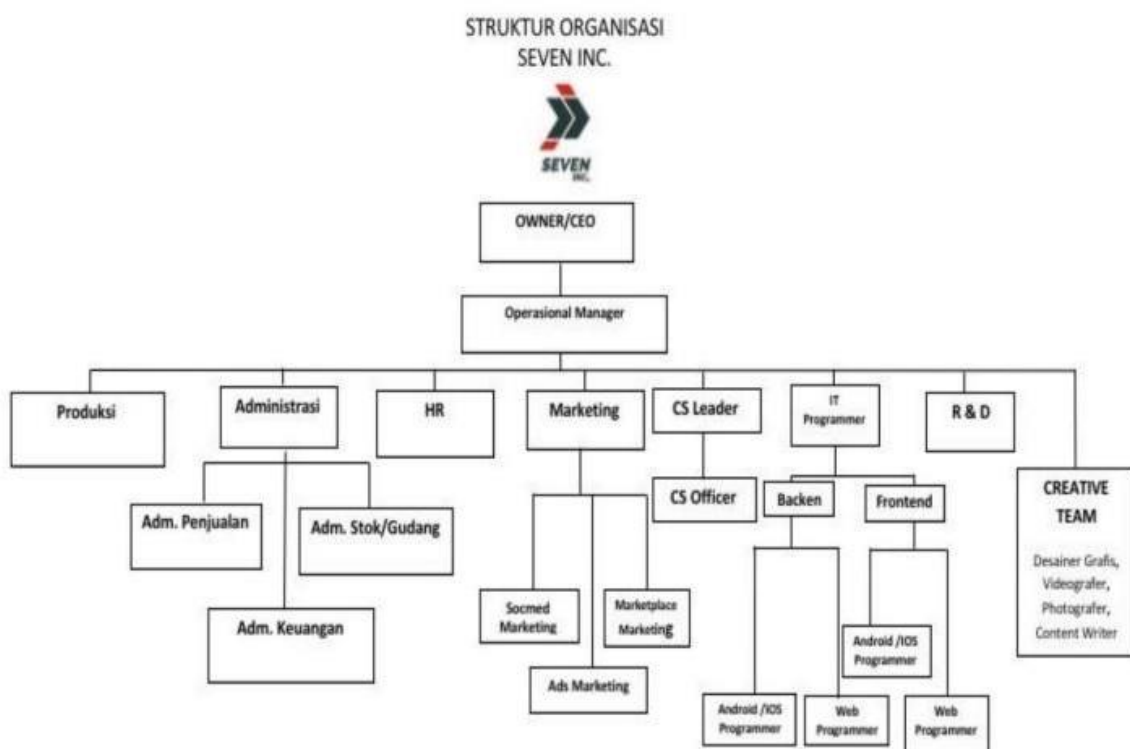 STRUKTUR ORGANISASI
SEVEN INC.
SEVEN
INC.
OWNER/CEO
Operasional Manager
Produksi
Administrasi
HR
Marketing
CS Leader
IT
Programmer
R & D
CS Officer
Backen
Frontend
CREATIVE
TEAM
Desainer Grafis,
Videografer,
Photografer,
Content Writer
Adm. Penjualan
Adm. Stok/Gudang
Adm. Keuangan
Socmed
Marketing
Marketplace
Marketing
Ads Marketing
Android /IOS
Programmer
Android /IOS
Programmer
Web
Programmer
Web
Programmer